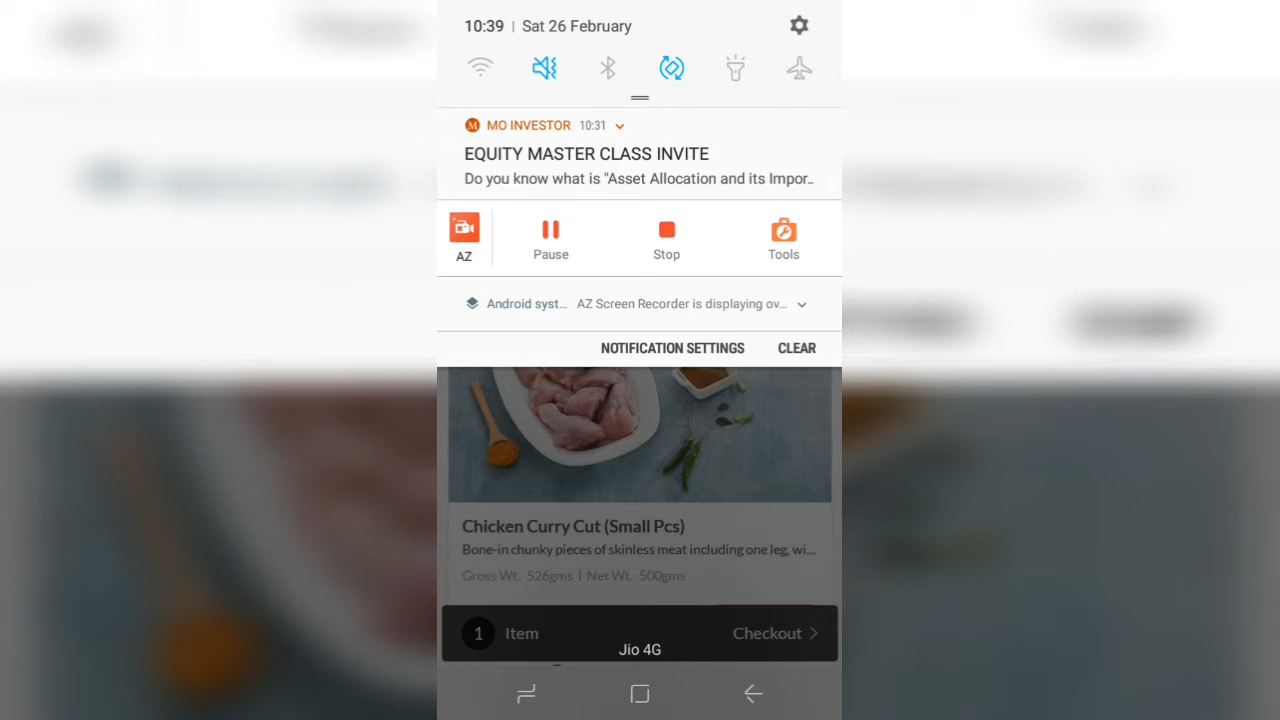 10:39 | Sat 26 February
MO INVESTOR 10:31
EQUITY MASTER CLASS INVITE
Do you know what is "Asset Allocation and its Impor..
AZ
Pause
Stop
Tools
Android syst... AZ Screen Recorder is displaying ov...
NOTIFICATION SETTINGS CLEAR
Chicken Curry Cut (Small Pcs)
Bone-in chunky pieces of skinless meat including one leg, wi...
Gross Wt. 526gms | Net Wt. 500gms
1 Item Checkout
Jio 4G